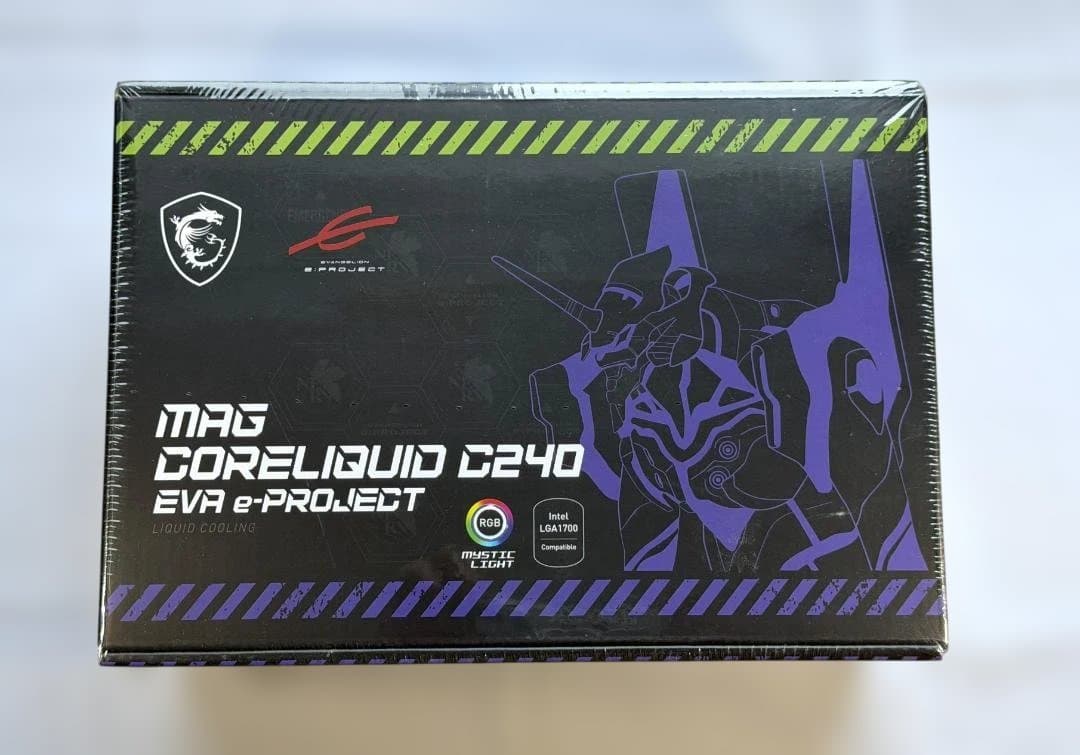 EVANGELION
e:PROJECT
MAG
CORELIQUID C240
EVA e-PROJECT
LIQUID COOLING
RGB
MYSTIC
LIGHT
Intel
LGA1700
Compatible